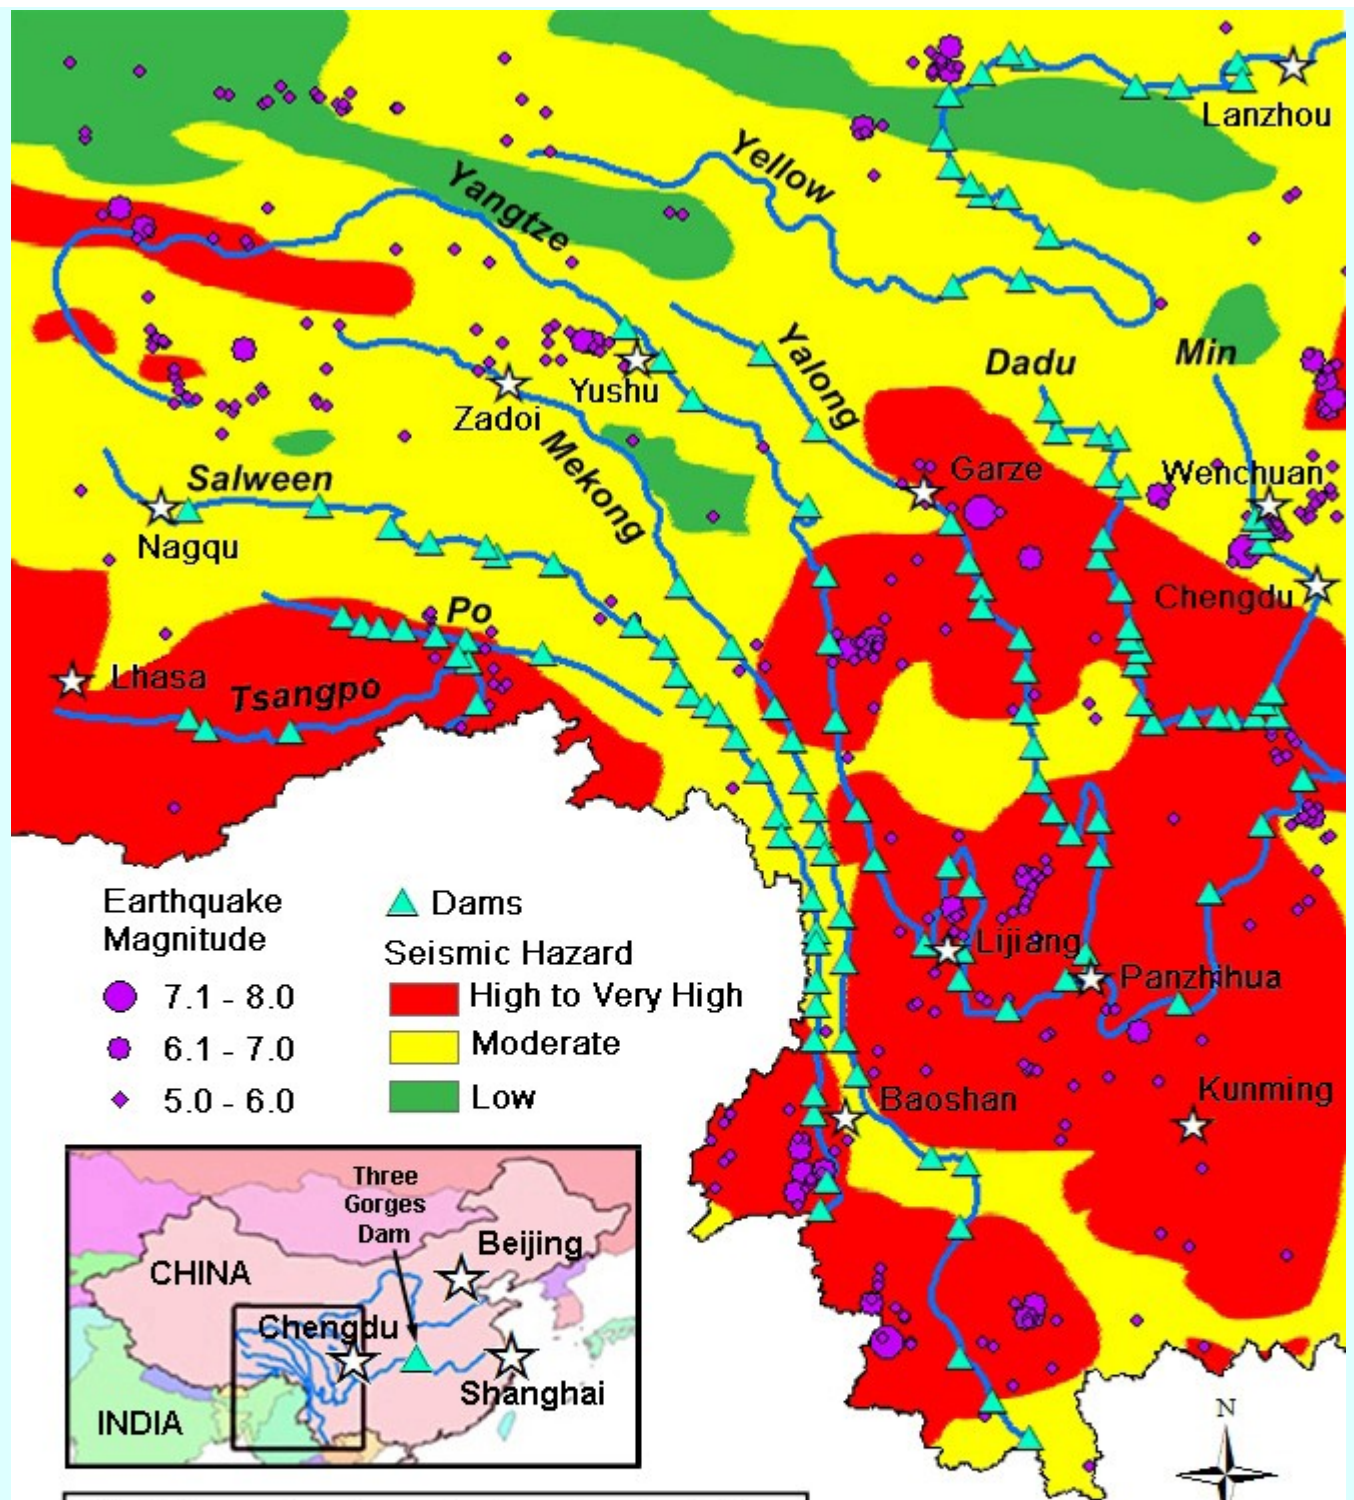 Lanzhou
Yellow
Yangtze
Yalong
Dadu
Min
Yushu
Zadoi
Mekong
Garze
Wenchuan
Salween
Nagqu
Chengdu
Po
Lhasa
Tsangpo
Lijiang
Panzhihua
Baoshan
Kunming
Earthquake
Magnitude
7.1 - 8.0
6.1 - 7.0
5.0 - 6.0
Dams
Seismic Hazard
High to Very High
Moderate
Low
Three
Gorges
Dam
Beijing
CHINA
Chengdu
Shanghai
INDIA
N